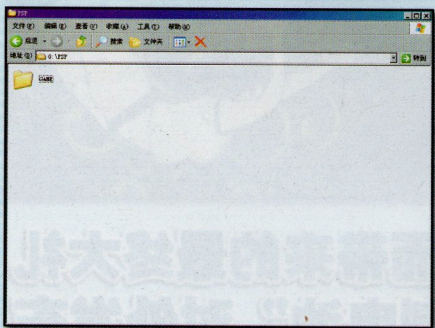 PSP
文件(F) 编辑(E) 查看(V) 收藏(A) 工具(T) 帮助(H)
后退 搜索 文件夹
地址(D) G:\PSP 转到
GAME